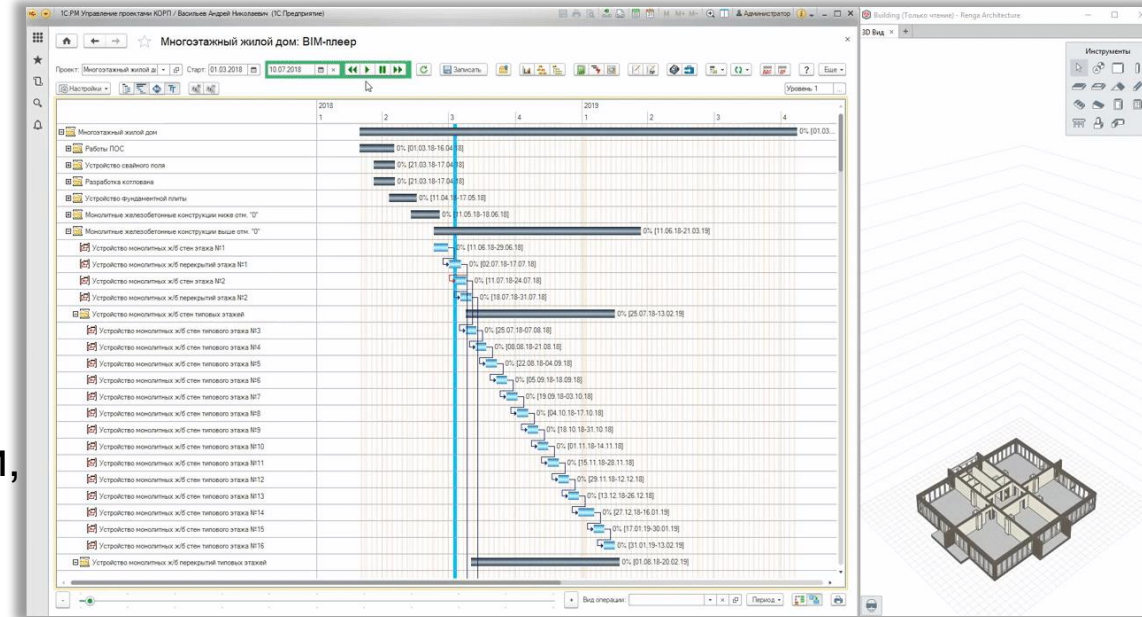 1С:PM Управление проектами КОРП / Васильев Андрей Николаевич (1С:Предприятие)
M M+ M-
Администратор
Многоэтажный жилой дом: BIM-плеер
Проект: Многоэтажный жилой д
Старт: 01.03.2018
10.07.2018
Записать
? Еще
Настройки
Уровень: 1
2018 2019
1 2 3 4 1 2 3 4
Многоэтажный жилой дом 0% [01.03...
Работы ПОС 0% [01.03.18-16.04.18]
Устройство свайного поля 0% [21.03.18-17.04.18]
Разработка котлована 0% [21.03.18-17.04.18]
Устройство фундаментной плиты 0% [11.04.18-17.05.18]
Монолитные железобетонные конструкции ниже отм. "0" 0% [11.05.18-18.06.18]
Монолитные железобетонные конструкции выше отм. "0" 0% [11.06.18-21.03.19]
Устройство монолитных ж/б стен этажа №1 0% [11.06.18-29.06.18]
Устройство монолитных ж/б перекрытий этажа №1 0% [02.07.18-17.07.18]
Устройство монолитных ж/б стен этажа №2 0% [11.07.18-24.07.18]
Устройство монолитных ж/б перекрытий этажа №2 0% [18.07.18-31.07.18]
Устройство монолитных ж/б стен типовых этажей 0% [25.07.18-13.02.19]
Устройство монолитных ж/б стен типового этажа №3 0% [25.07.18-07.08.18]
Устройство монолитных ж/б стен типового этажа №4 0% [08.08.18-21.08.18]
Устройство монолитных ж/б стен типового этажа №5 0% [22.08.18-04.09.18]
Устройство монолитных ж/б стен типового этажа №6 0% [05.09.18-18.09.18]
Устройство монолитных ж/б стен типового этажа №7 0% [19.09.18-03.10.18]
Устройство монолитных ж/б стен типового этажа №8 0% [04.10.18-17.10.18]
Устройство монолитных ж/б стен типового этажа №9 0% [18.10.18-31.10.18]
Устройство монолитных ж/б стен типового этажа №10 0% [01.11.18-14.11.18]
Устройство монолитных ж/б стен типового этажа №11 0% [15.11.18-28.11.18]
Устройство монолитных ж/б стен типового этажа №12 0% [29.11.18-12.12.18]
Устройство монолитных ж/б стен типового этажа №13 0% [13.12.18-26.12.18]
Устройство монолитных ж/б стен типового этажа №14 0% [27.12.18-16.01.19]
Устройство монолитных ж/б стен типового этажа №15 0% [17.01.19-30.01.19]
Устройство монолитных ж/б стен типового этажа №16 0% [31.01.19-13.02.19]
Устройство монолитных ж/б перекрытий типовых этажей 0% [01.08.18-20.02.19]
Вид операции:
Период
Building (Только чтение) - Renga Architecture
3D Вид
Инструменты